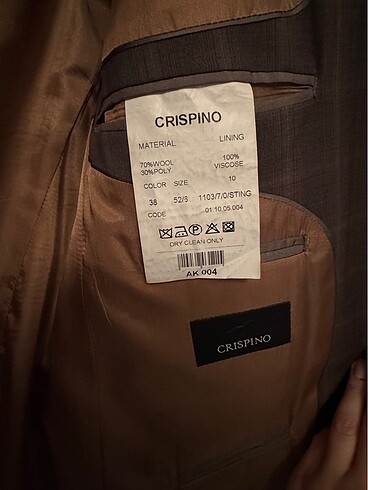 CRISPINO
MATERIAL LINING
70%WOOL 100%
30%POLY VISCOSE
COLOR SIZE 10
38 52/6 1103/7/0/STING
CODE 01.10.05.004
P
DRY CLEAN ONLY
AK 004
CRISPINO